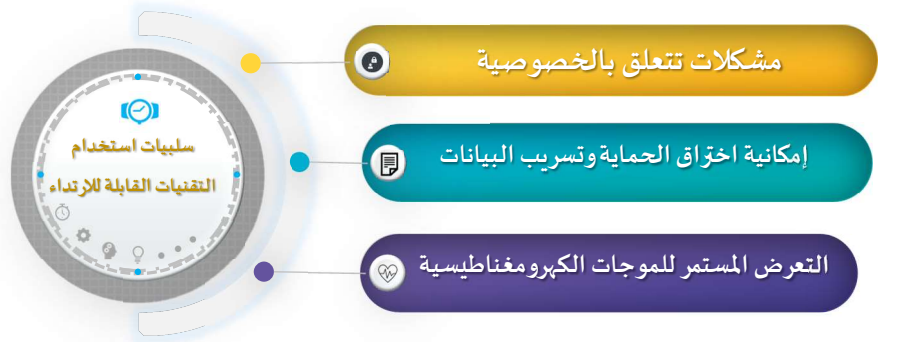 سلبيات استخدام
التقنيات القابلة للارتداء
مشكلات تتعلق بالخصوصية
إمكانية اختراق الحماية وتسريب البيانات
التعرض المستمر للموجات الكهرومغناطيسية